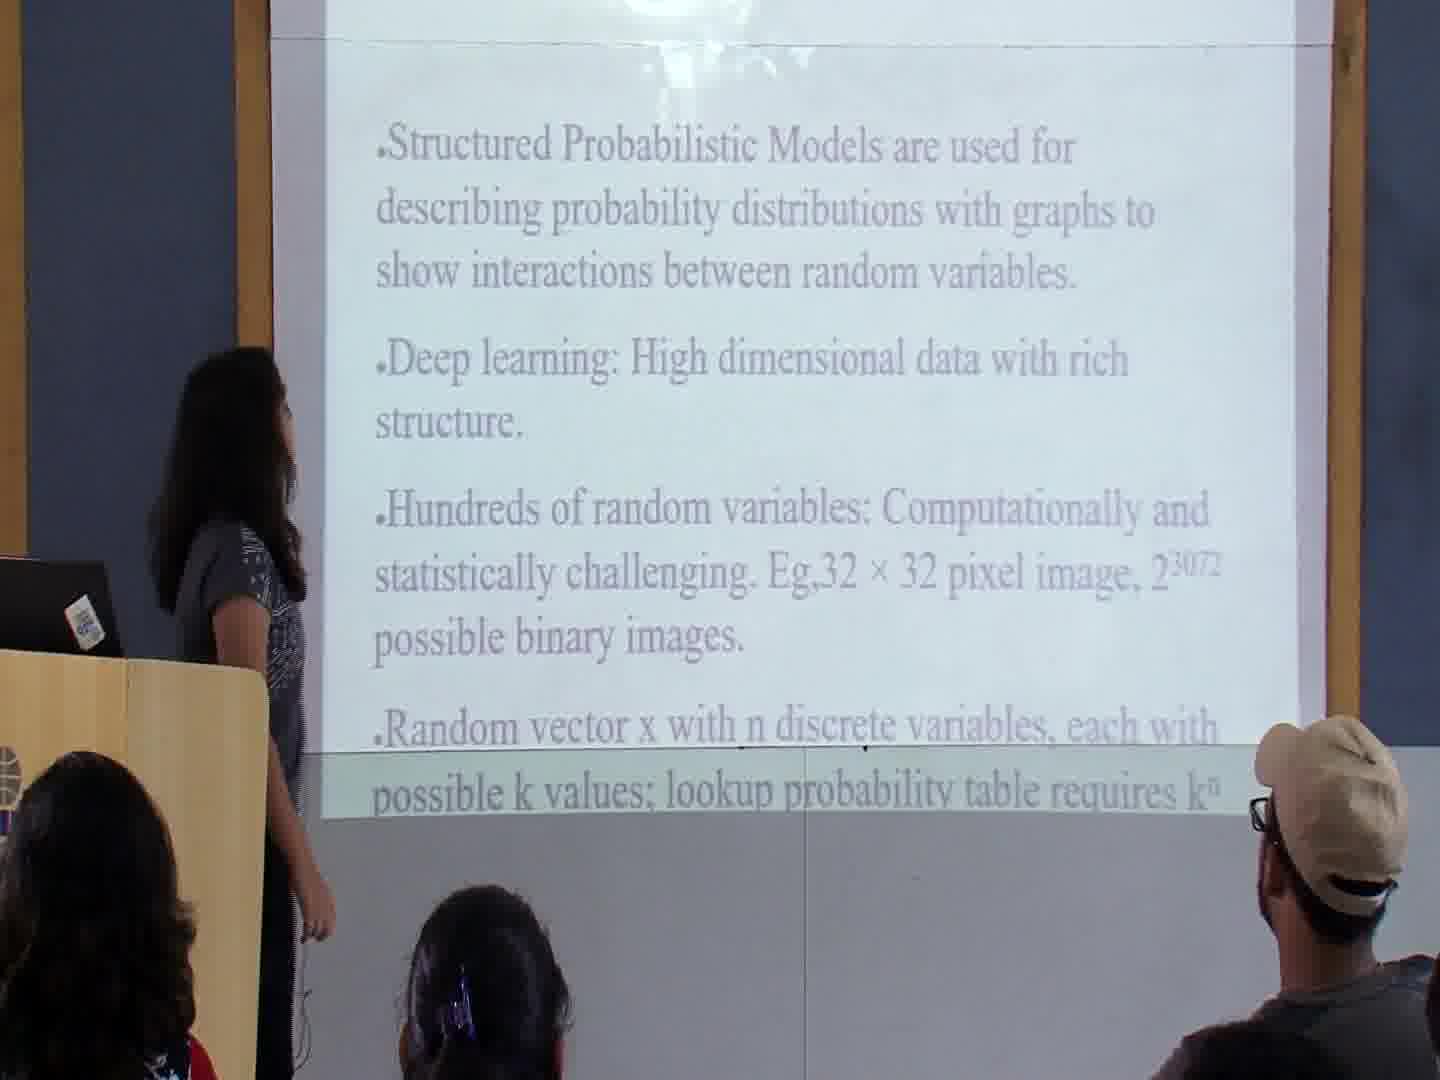 •Structured Probabilistic Models are used for
describing probability distributions with graphs to
show interactions between random variables.
•Deep learning: High dimensional data with rich
structure.
•Hundreds of random variables: Computationally and
statistically challenging. Eg,32 × 32 pixel image, 2³⁰⁷²
possible binary images.
•Random vector x with n discrete variables, each with
possible k values; lookup probability table requires kⁿ